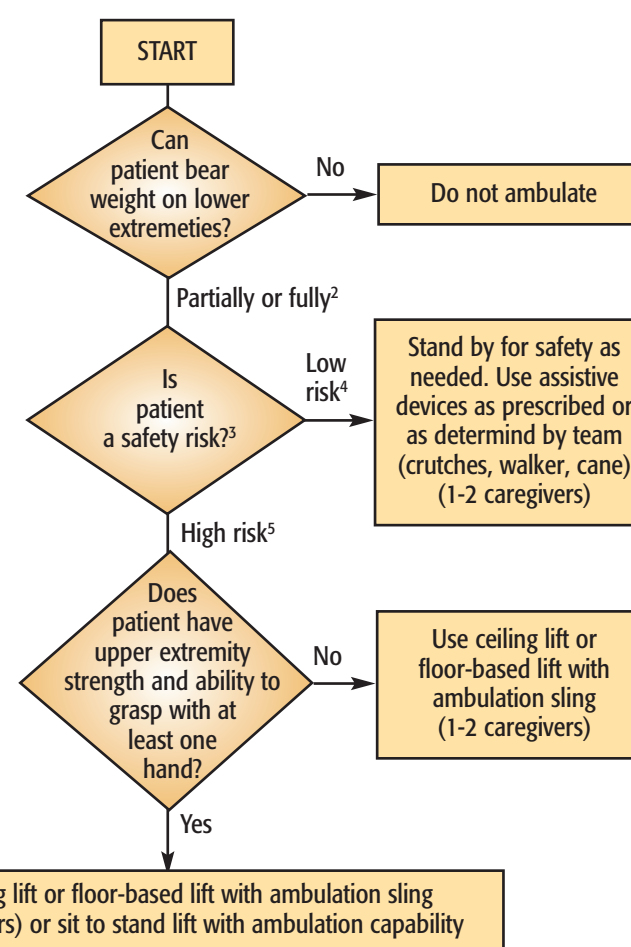 START
Can
patient bear
weight on lower
extremeties?
No
Do not ambulate
Partially or fully²
Is
patient
a safety risk?³
Low
risk⁴
Stand by for safety as
needed. Use assistive
devices as prescribed or
as determind by team
(crutches, walker, cane)
(1-2 caregivers)
High risk⁵
Does
patient have
upper extremity
strength and ability to
grasp with at
least one
hand?
No
Use ceiling lift or
floor-based lift with
ambulation sling
(1-2 caregivers)
Yes
lift or floor-based lift with ambulation sling
or sit to stand lift with ambulation capability